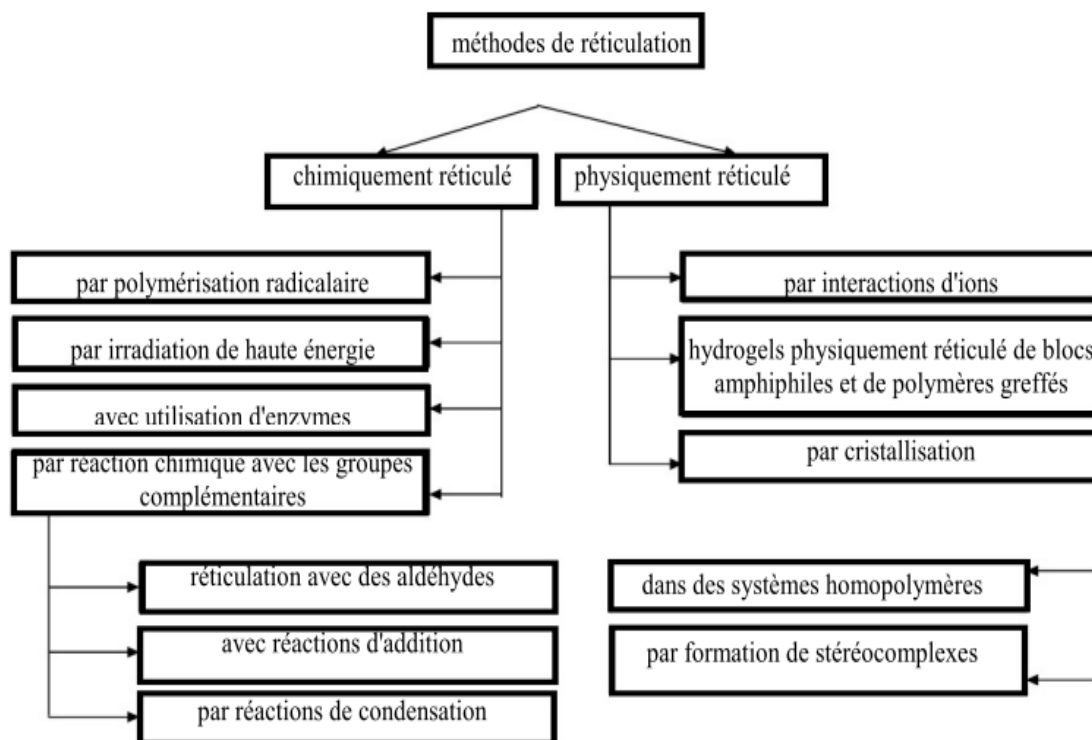 méthodes de réticulation
chimiquement réticulé
physiquement réticulé
par polymérisation radicalaire
par irradiation de haute énergie
avec utilisation d'enzymes
par réaction chimique avec les groupes
complémentaires
réticulation avec des aldéhydes
avec réactions d'addition
par réactions de condensation
par interactions d'ions
hydrogels physiquement réticulé de blocs
amphiphiles et de polymères greffés
par cristallisation
dans des systèmes homopolymères
par formation de stéréocomplexes